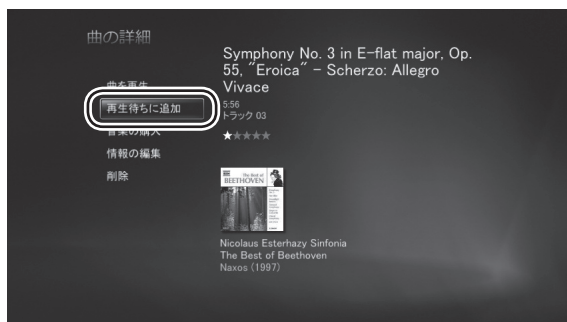 曲の詳細
曲を再生
再生待ちに追加
音楽の購入
情報の編集
削除
Symphony No. 3 in E-flat major, Op.
55, "Eroica" - Scherzo: Allegro
Vivace
5:56
トラック 03
The Best of
BEETHOVEN
Nicolaus Esterhazy Sinfonia
The Best of Beethoven
Naxos (1997)